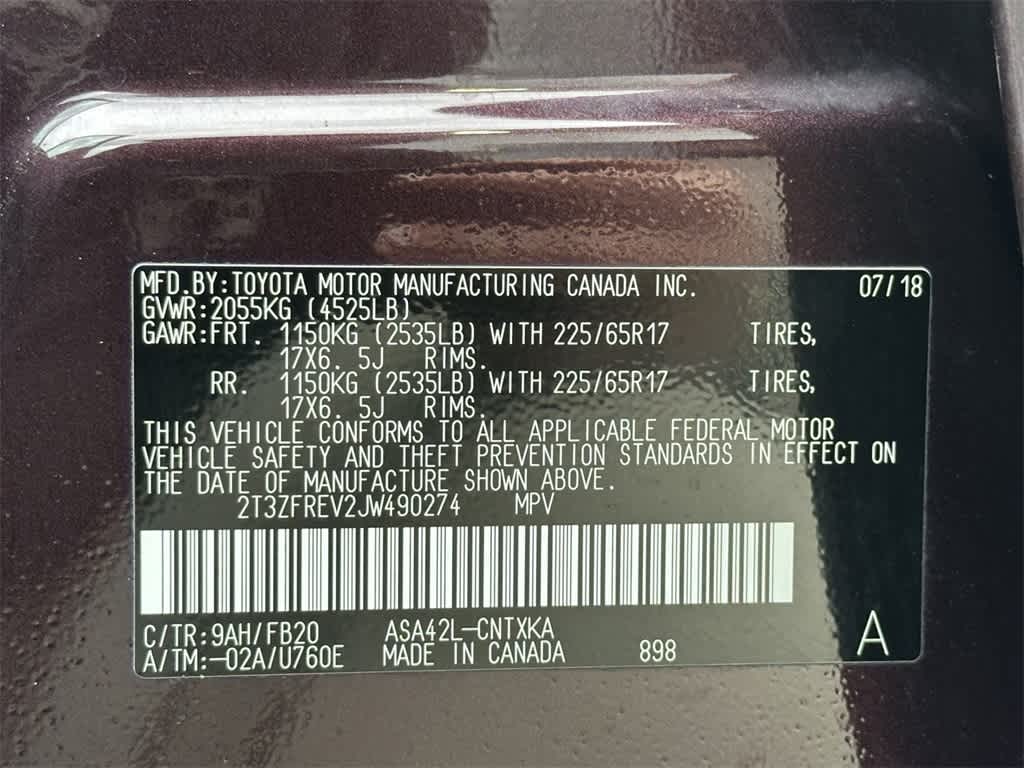 MFD.BY:TOYOTA MOTOR MANUFACTURING CANADA INC. 07/18
GVWR:2055KG (4525LB)
GAWR:FRT. 1150KG (2535LB) WITH 225/65R17 TIRES,
17X6. 5J RIMS.
RR. 1150KG (2535LB) WITH 225/65R17 TIRES,
17X6. 5J RIMS.
THIS VEHICLE CONFORMS TO ALL APPLICABLE FEDERAL MOTOR
VEHICLE SAFETY AND THEFT PREVENTION STANDARDS IN EFFECT ON
THE DATE OF MANUFACTURE SHOWN ABOVE.
2T3ZFREV2JW490274 MPV
C/TR:9AH/FB20 ASA42L-CNTXKA A
A/TM:-02A/U760E MADE IN CANADA 898